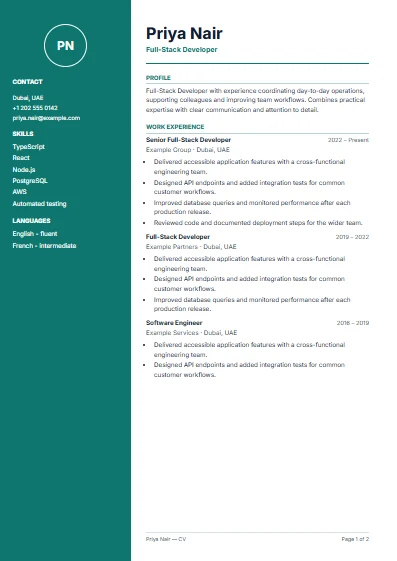 PN
CONTACT
Dubai, UAE
+1 202 555 0142
priya.nair@example.com
SKILLS
TypeScript
React
Node.js
PostgreSQL
AWS
Automated testing
LANGUAGES
English - fluent
French - intermediate
Priya Nair
Full-Stack Developer
PROFILE
Full-Stack Developer with experience coordinating day-to-day operations,
supporting colleagues and improving team workflows. Combines practical
expertise with clear communication and attention to detail.
WORK EXPERIENCE
Senior Full-Stack Developer 2022 – Present
Example Group · Dubai, UAE
• Delivered accessible application features with a cross-functional
engineering team.
• Designed API endpoints and added integration tests for common
customer workflows.
• Improved database queries and monitored performance after each
production release.
• Reviewed code and documented deployment steps for the wider team.
Full-Stack Developer 2019 – 2022
Example Partners · Dubai, UAE
• Delivered accessible application features with a cross-functional
engineering team.
• Designed API endpoints and added integration tests for common
customer workflows.
• Improved database queries and monitored performance after each
production release.
Software Engineer 2016 – 2019
Example Services · Dubai, UAE
• Delivered accessible application features with a cross-functional
engineering team.
• Designed API endpoints and added integration tests for common
customer workflows.
Priya Nair — CV Page 1 of 2